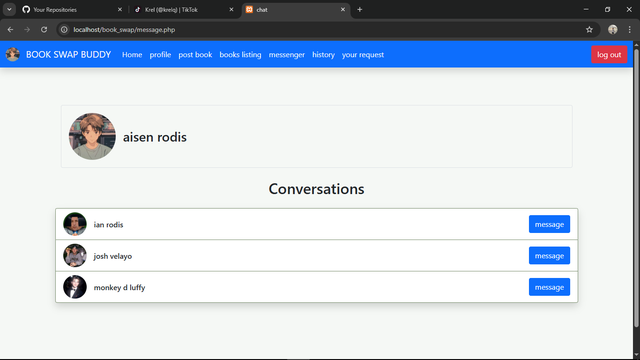 Your Repositories
Krel (@krelqj) | TikTok
chat
localhost/book_swap/message.php
BOOK SWAP BUDDY Home profile post book books listing messenger history your request log out
aisen rodis
Conversations
ian rodis message
josh velayo message
monkey d luffy message